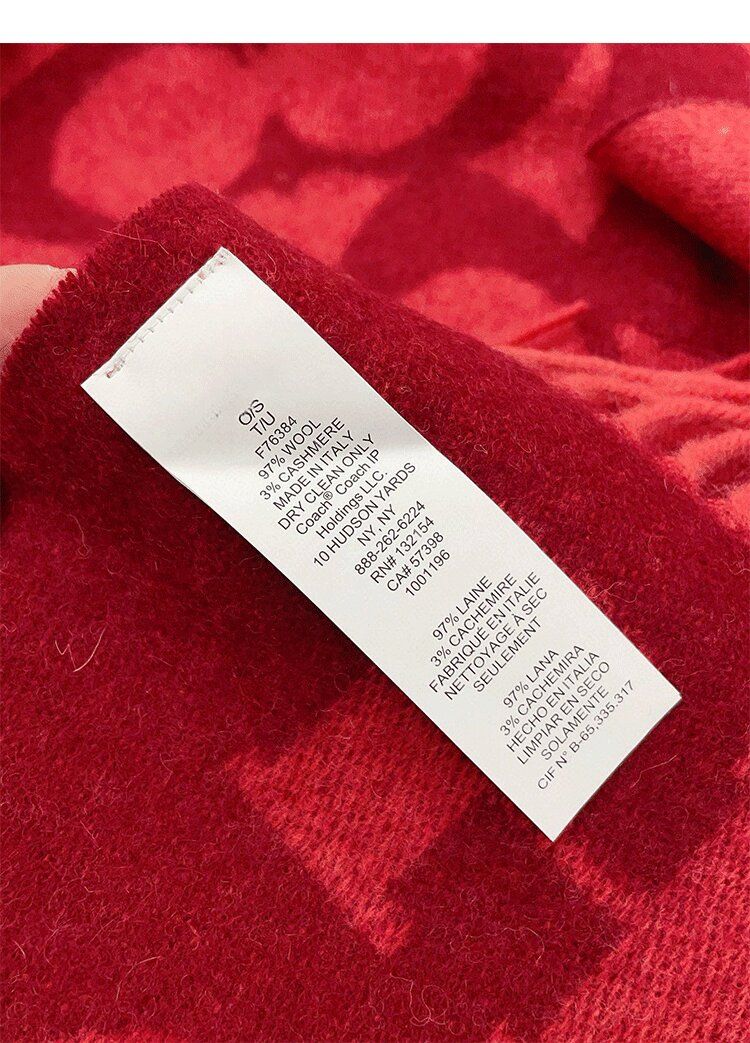 O/S
T/U
F76384
97% WOOL
3% CASHMERE
MADE IN ITALY
DRY CLEAN ONLY
Coach® Coach IP
Holdings LLC.
10 HUDSON YARDS
NY, NY
888-262-6224
RN# 132154
CA# 57398
1001196
97% LAINE
3% CACHEMIRE
FABRIQUÉ EN ITALIE
NETTOYAGE À SEC
SEULEMENT
97% LANA
3% CACHEMIRA
HECHO EN ITALIA
LIMPIAR EN SECO
SOLAMENTE
CIF N° B-65.335.317